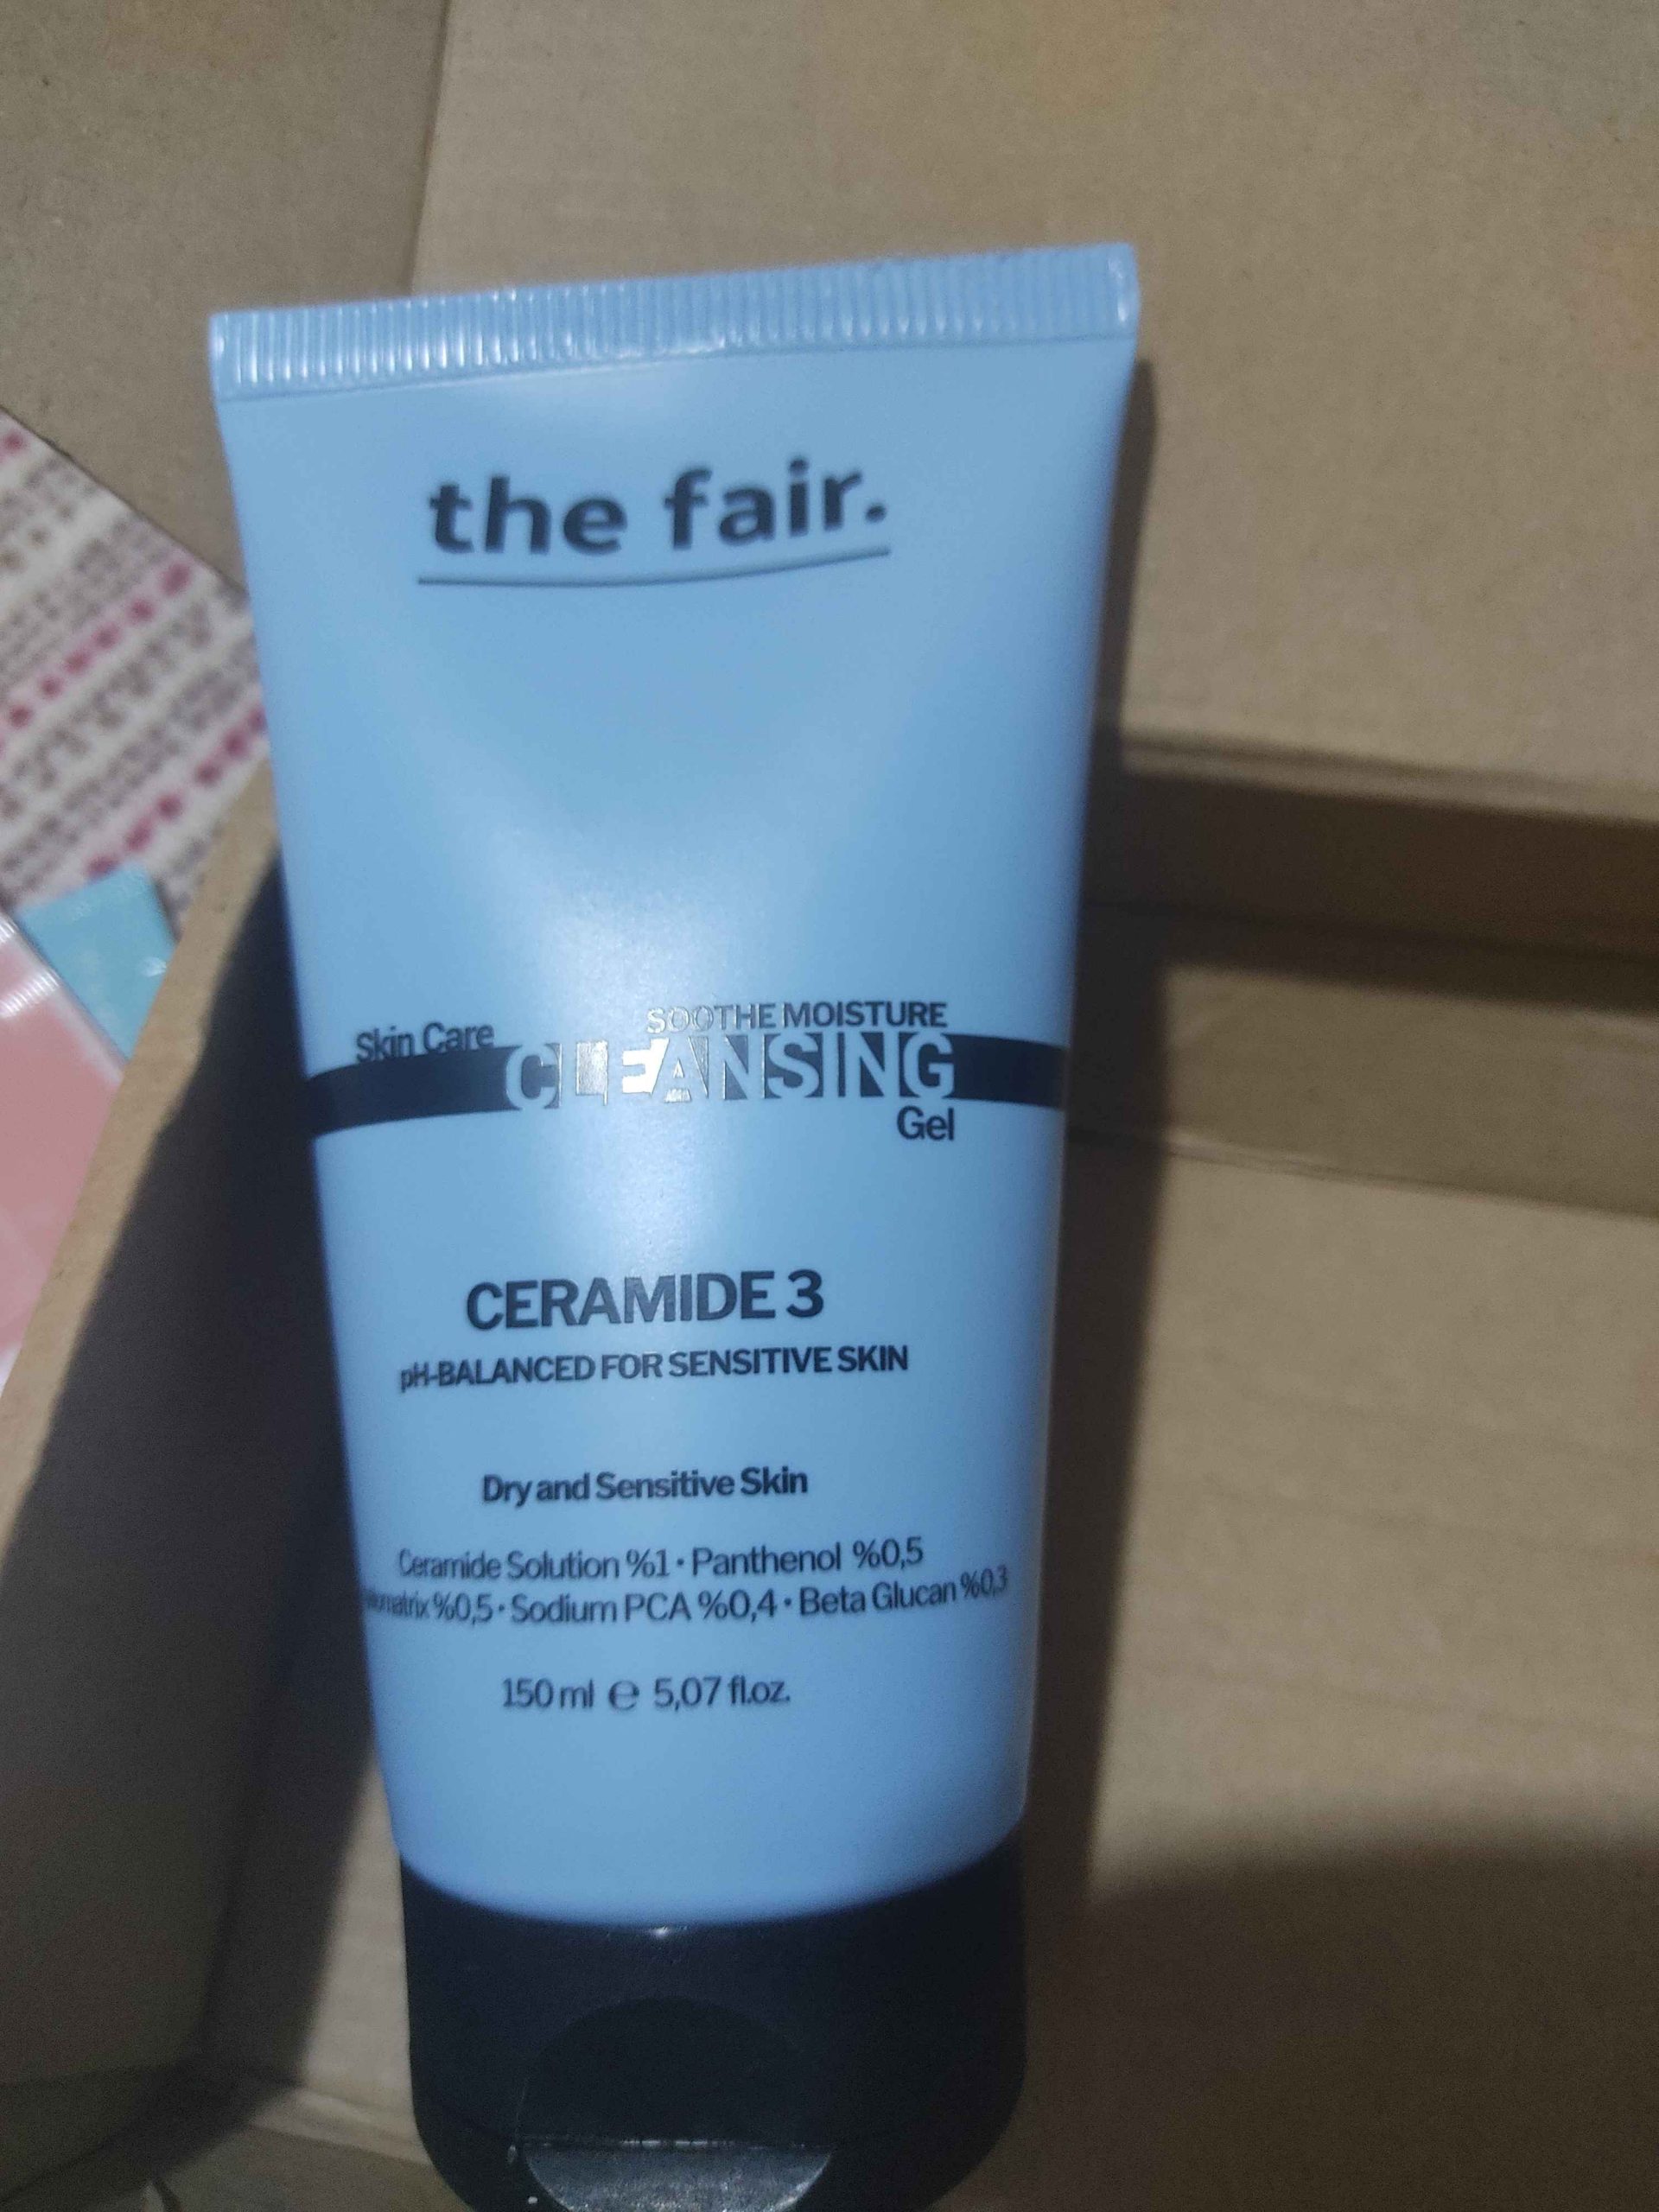 the fair.
Skin Care
SOOTHE MOISTURE
CLEANSING
Gel
CERAMIDE 3
pH-BALANCED FOR SENSITIVE SKIN
Dry and Sensitive Skin
Ceramide Solution %1 • Panthenol %0,5
%0,5 • Sodium PCA %0,4 • Beta Glucan %0,3
150 ml e 5,07 fl.oz.